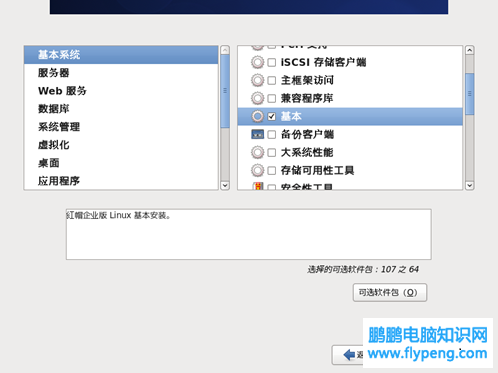 基本系统
服务器
Web 服务
数据库
系统管理
虚拟化
桌面
应用程序
iSCSI 存储客户端
主框架访问
兼容程序库
基本
备份客户端
大系统性能
存储可用性工具
安全性工具
红帽企业版 Linux 基本安装。
选择的可选软件包：107 之 64
可选软件包(O)
鹏鹏电脑知识网
www.flypeng.com